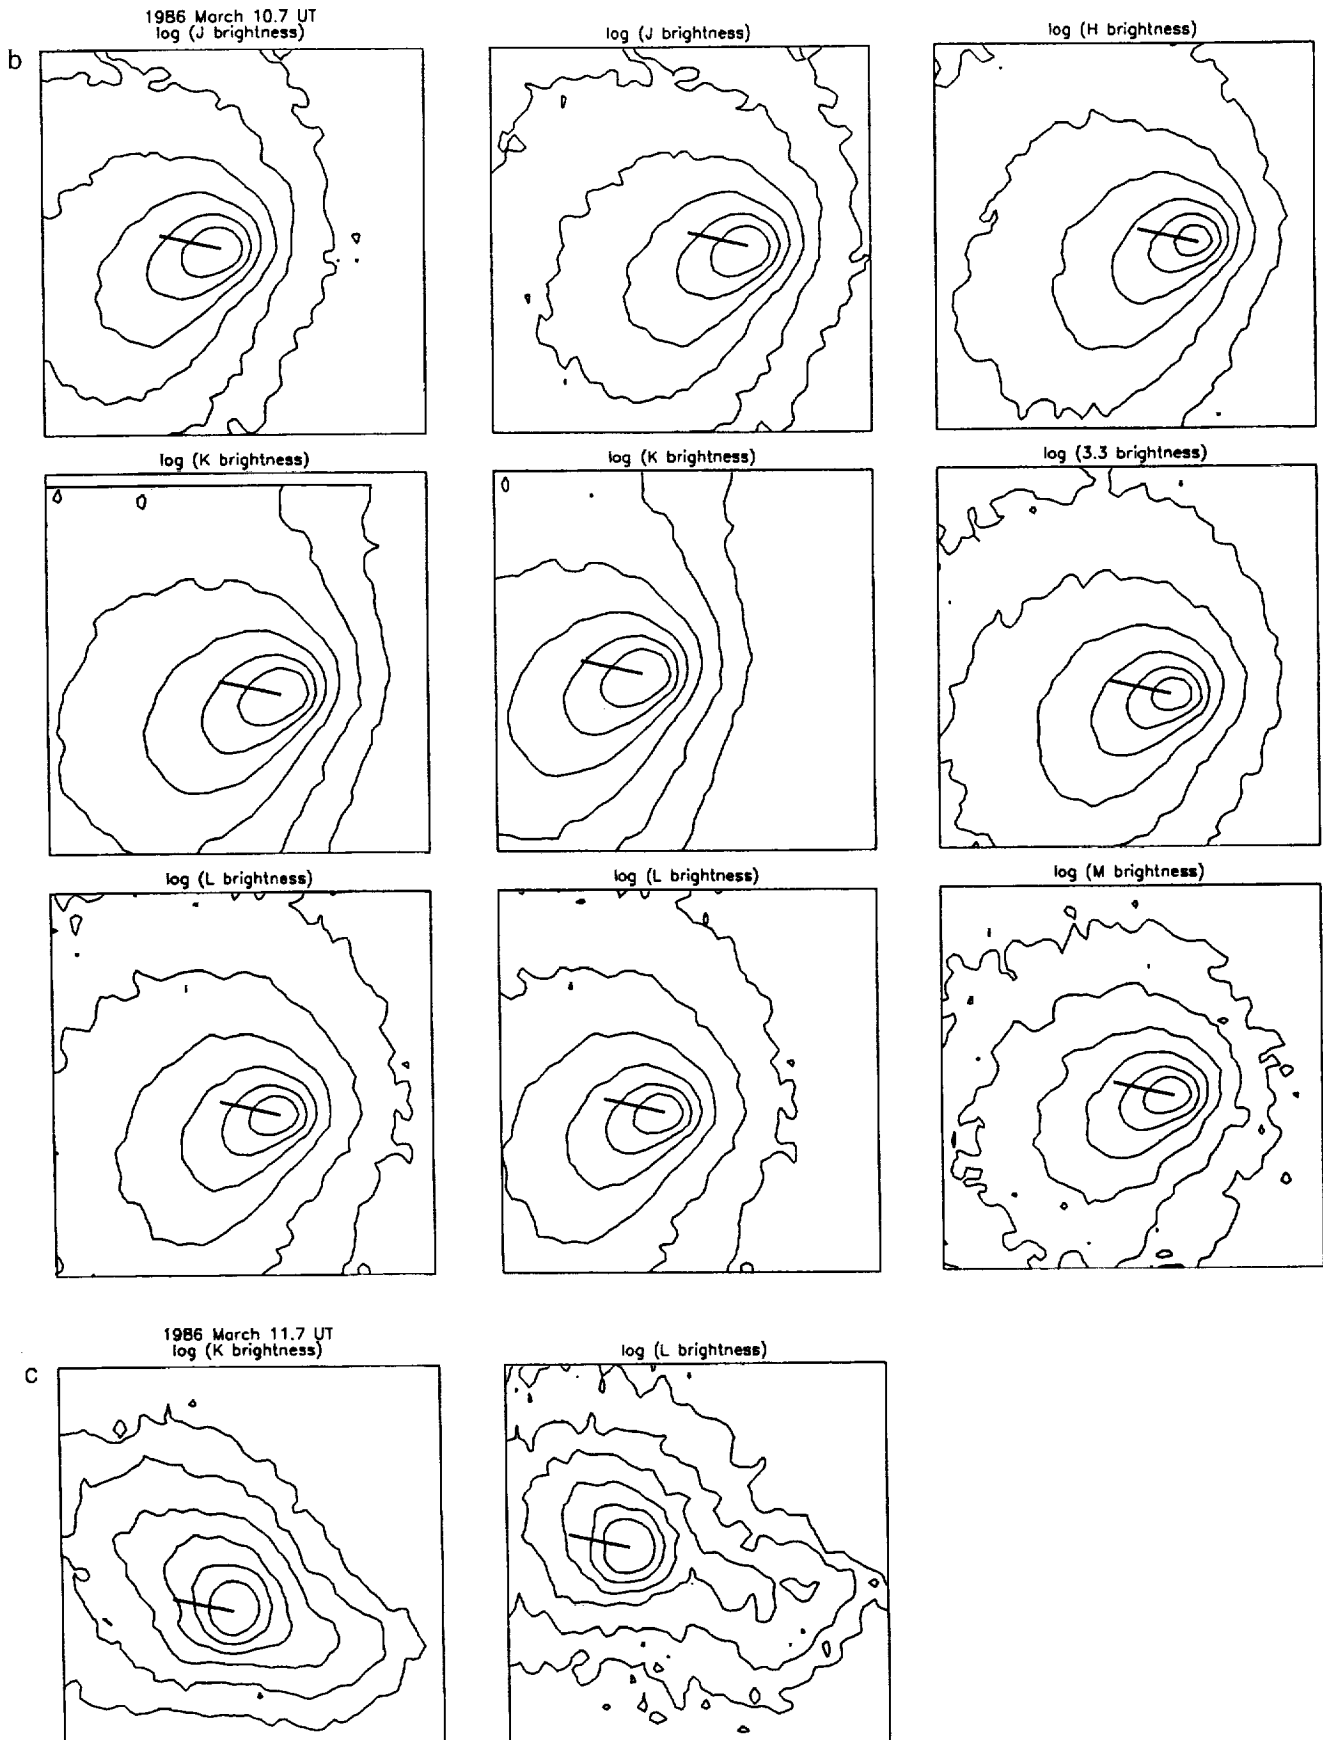 1986 March 10.7 UT
log (J brightness)
log (J brightness)
log (H brightness)
b
log (K brightness)
log (K brightness)
log (3.3 brightness)
log (L brightness)
log (L brightness)
log (M brightness)
1986 March 11.7 UT
log (K brightness)
log (L brightness)
c